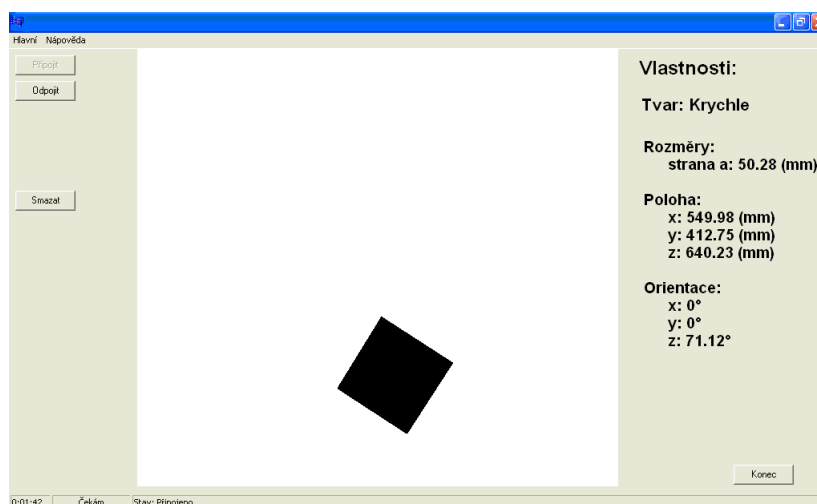 Hlavní Nápověda
Připojit
Odpojit
Smazat
Vlastnosti:
Tvar: Krychle
Rozměry:
strana a: 50.28 (mm)
Poloha:
x: 549.98 (mm)
y: 412.75 (mm)
z: 640.23 (mm)
Orientace:
x: 0°
y: 0°
z: 71.12°
Konec
0:01:42 Čekám Stav: Připojeno